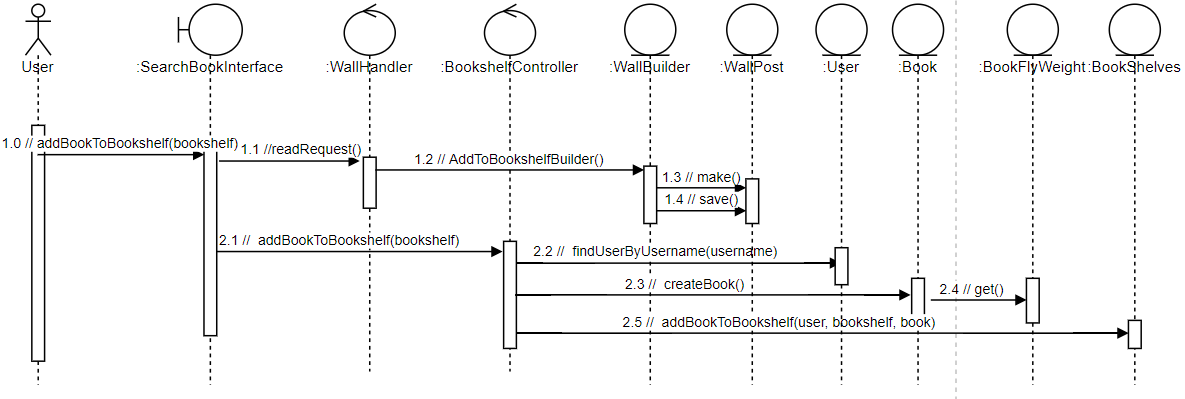 User
:SearchBookInterface
:WallHandler
:BookshelfController
:WallBuilder
:WallPost
:User
:Book
:BookFlyWeight
:BookShelves
1.0 // addBookToBookshelf(bookshelf)
1.1 //readRequest()
1.2 // AddToBookshelfBuilder()
1.3 // make()
1.4 // save()
2.1 // addBookToBookshelf(bookshelf)
2.2 // findUserByUsername(username)
2.3 // createBook()
2.4 // get()
2.5 // addBookToBookshelf(user, bookshelf, book)